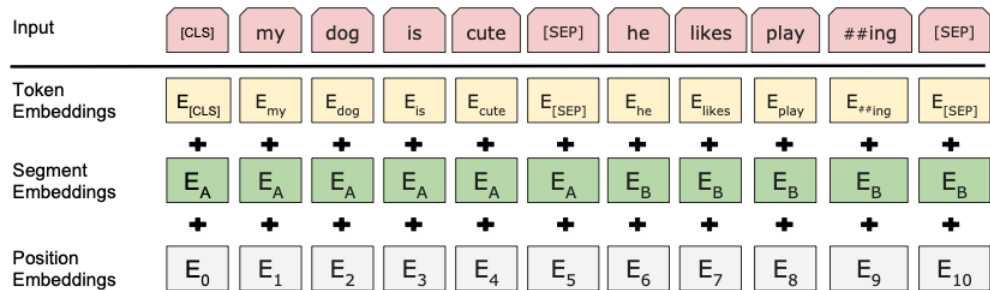 Input [CLS] my dog is cute [SEP] he likes play ##ing [SEP]
Token Embeddings E[CLS] Emy Edog Eis Ecute E[SEP] Ehe Elikes Eplay E##ing E[SEP]
+ + + + + + + + + + +
Segment Embeddings EA EA EA EA EA EA EB EB EB EB EB
+ + + + + + + + + + +
Position Embeddings E0 E1 E2 E3 E4 E5 E6 E7 E8 E9 E10